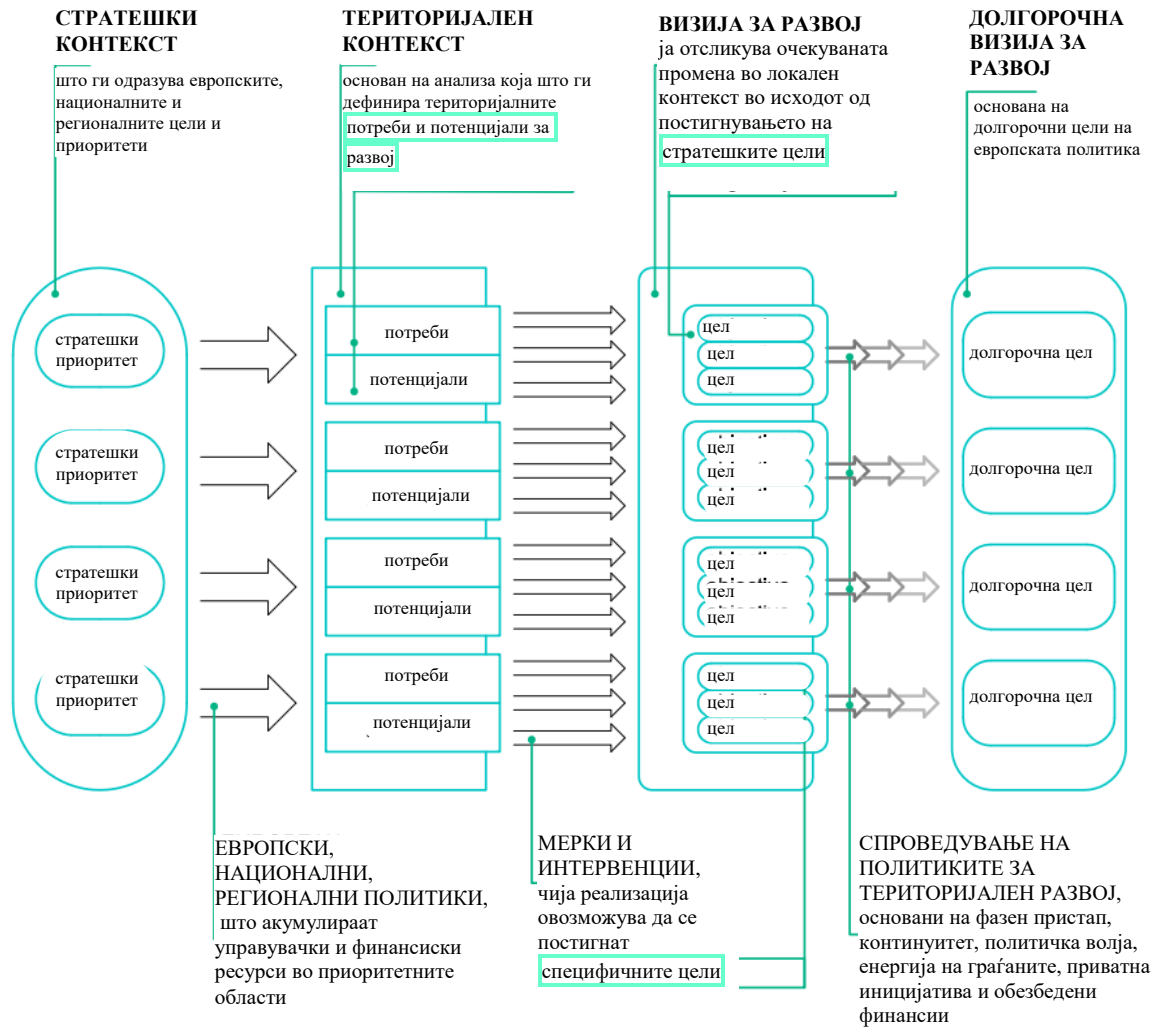 СТРАТЕШКИ
КОНТЕКСТ
што ги одразува европските,
националните и
регионалните цели и
приоритети
ТЕРИТОРИЈАЛЕН
КОНТЕКСТ
основан на анализа која што ги
дефинира територијалните
потреби и потенцијали за
развој
ВИЗИЈА ЗА РАЗВОЈ
ја отсликува очекуваната
промена во локален
контекст во исходот од
постигнувањето на
стратешките цели
ДОЛГОРОЧНА
ВИЗИЈА ЗА
РАЗВОЈ
основана на
долгорочни цели на
европската политика
стратешки
приоритет
потреби
потенцијали
цел
цел
цел
долгорочна цел
стратешки
приоритет
потреби
потенцијали
цел
цел
цел
долгорочна цел
стратешки
приоритет
потреби
потенцијали
цел
цел
цел
долгорочна цел
стратешки
приоритет
потреби
потенцијали
цел
цел
цел
долгорочна цел
ЕВРОПСКИ,
НАЦИОНАЛНИ,
РЕГИОНАЛНИ ПОЛИТИКИ,
што акумулираат
управувачки и финансиски
ресурси во приоритетните
области
МЕРКИ И
ИНТЕРВЕНЦИИ,
чија реализација
овозможува да се
постигнат
специфичните цели
СПРОВЕДУВАЊЕ НА
ПОЛИТИКИТЕ ЗА
ТЕРИТОРИЈАЛЕН РАЗВОЈ,
основани на фазен пристап,
континуитет, политичка волја,
енергија на граѓаните, приватна
иницијатива и обезбедени
финансии